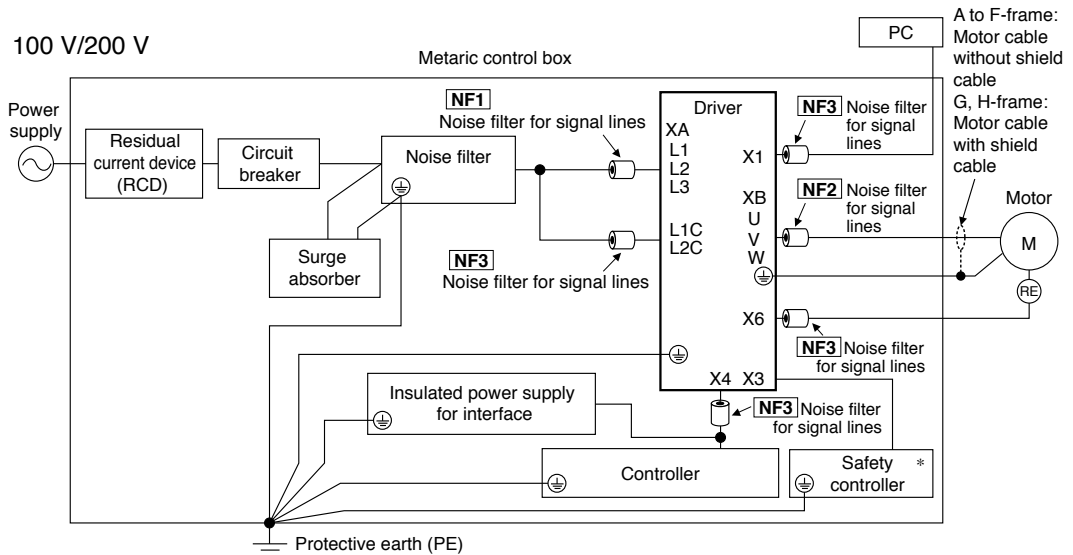 100 V/200 V
Metaric control box
PC
A to F-frame:
Motor cable
without shield
cable
G, H-frame:
Motor cable
with shield
cable
Power
supply
Residual
current device
(RCD)
Circuit
breaker
Surge
absorber
Noise filter
NF1
Noise filter for signal lines
NF3
Noise filter for signal lines
Driver
XA
L1
L2
L3
L1C
L2C
X1
XB
U
V
W
X6
X4 X3
NF3 Noise filter
for signal
lines
NF2 Noise filter
for signal
lines
Motor
M
RE
NF3 Noise filter
for signal lines
NF3 Noise filter
for signal lines
Insulated power supply
for interface
Controller
Safety *
controller
Protective earth (PE)